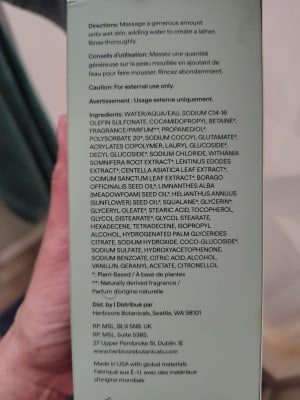 Directions: Massage a generous amount
onto wet skin, adding water to create a lather.
Rinse thoroughly.
Conseils d'utilisation: Massez une quantité
généreuse sur la peau mouillée en ajoutant de
l'eau pour faire mousser. Rincez abondamment
Caution: For external use only.
Avertissement : Usage externe uniquement.
Ingredients: WATER/AQUA/EAU, SODIUM C14-16
OLEFIN SULFONATE, COCAMIDOPROPYL BETAINE*,
FRAGRANCE/PARFUM**, PROPANEDIOL*,
POLYSORBATE 20*, SODIUM COCOYL GLUTAMATE*,
ACRYLATES COPOLYMER, LAURYL GLUCOSIDE*,
DECYL GLUCOSIDE*, SODIUM CHLORIDE, WITHANIA
SOMNIFERA ROOT EXTRACT*, LENTINUS EDODES
EXTRACT*, CENTELLA ASIATICA LEAF EXTRACT*,
OCIMUM SANCTUM LEAF EXTRACT*, BORAGO
OFFICINALIS SEED OIL*, LIMNANTHES ALBA
(MEADOWFOAM) SEED OIL*, HELIANTHUS ANNUUS
(SUNFLOWER) SEED OIL*, SQUALANE*, GLYCERIN*,
GLYCERYL OLEATE*, STEARIC ACID, TOCOPHEROL,
GLYCOL DISTEARATE*, GLYCOL STEARATE,
HEXADECENE, TETRADECENE, ISOPROPYL
ALCOHOL, HYDROGENATED PALM GLYCERIDES
CITRATE, SODIUM HYDROXIDE, COCO-GLUCOSIDE*,
SODIUM SULFATE, HYDROXYACETOPHENONE,
SODIUM BENZOATE, CITRIC ACID, ALCOHOL,
VANILLIN, GERANYL ACETATE, CITRONELLOL
*: Plant-Based / À base de plantes
**: Naturally derived fragrance /
Parfum d'origine naturelle
Dist. by | Distribué par
Herbivore Botanicals, Seattle, WA 98101
RP. MSL, BL9 5NB UK
RP. MSL, Suite 5385,
27 Upper Pembroke St, Dublin, IE
www.herbivorebotanicals.com
Made in USA with global materials
Fabriqué aux É.-U. avec des matériaux
d'origine mondiale